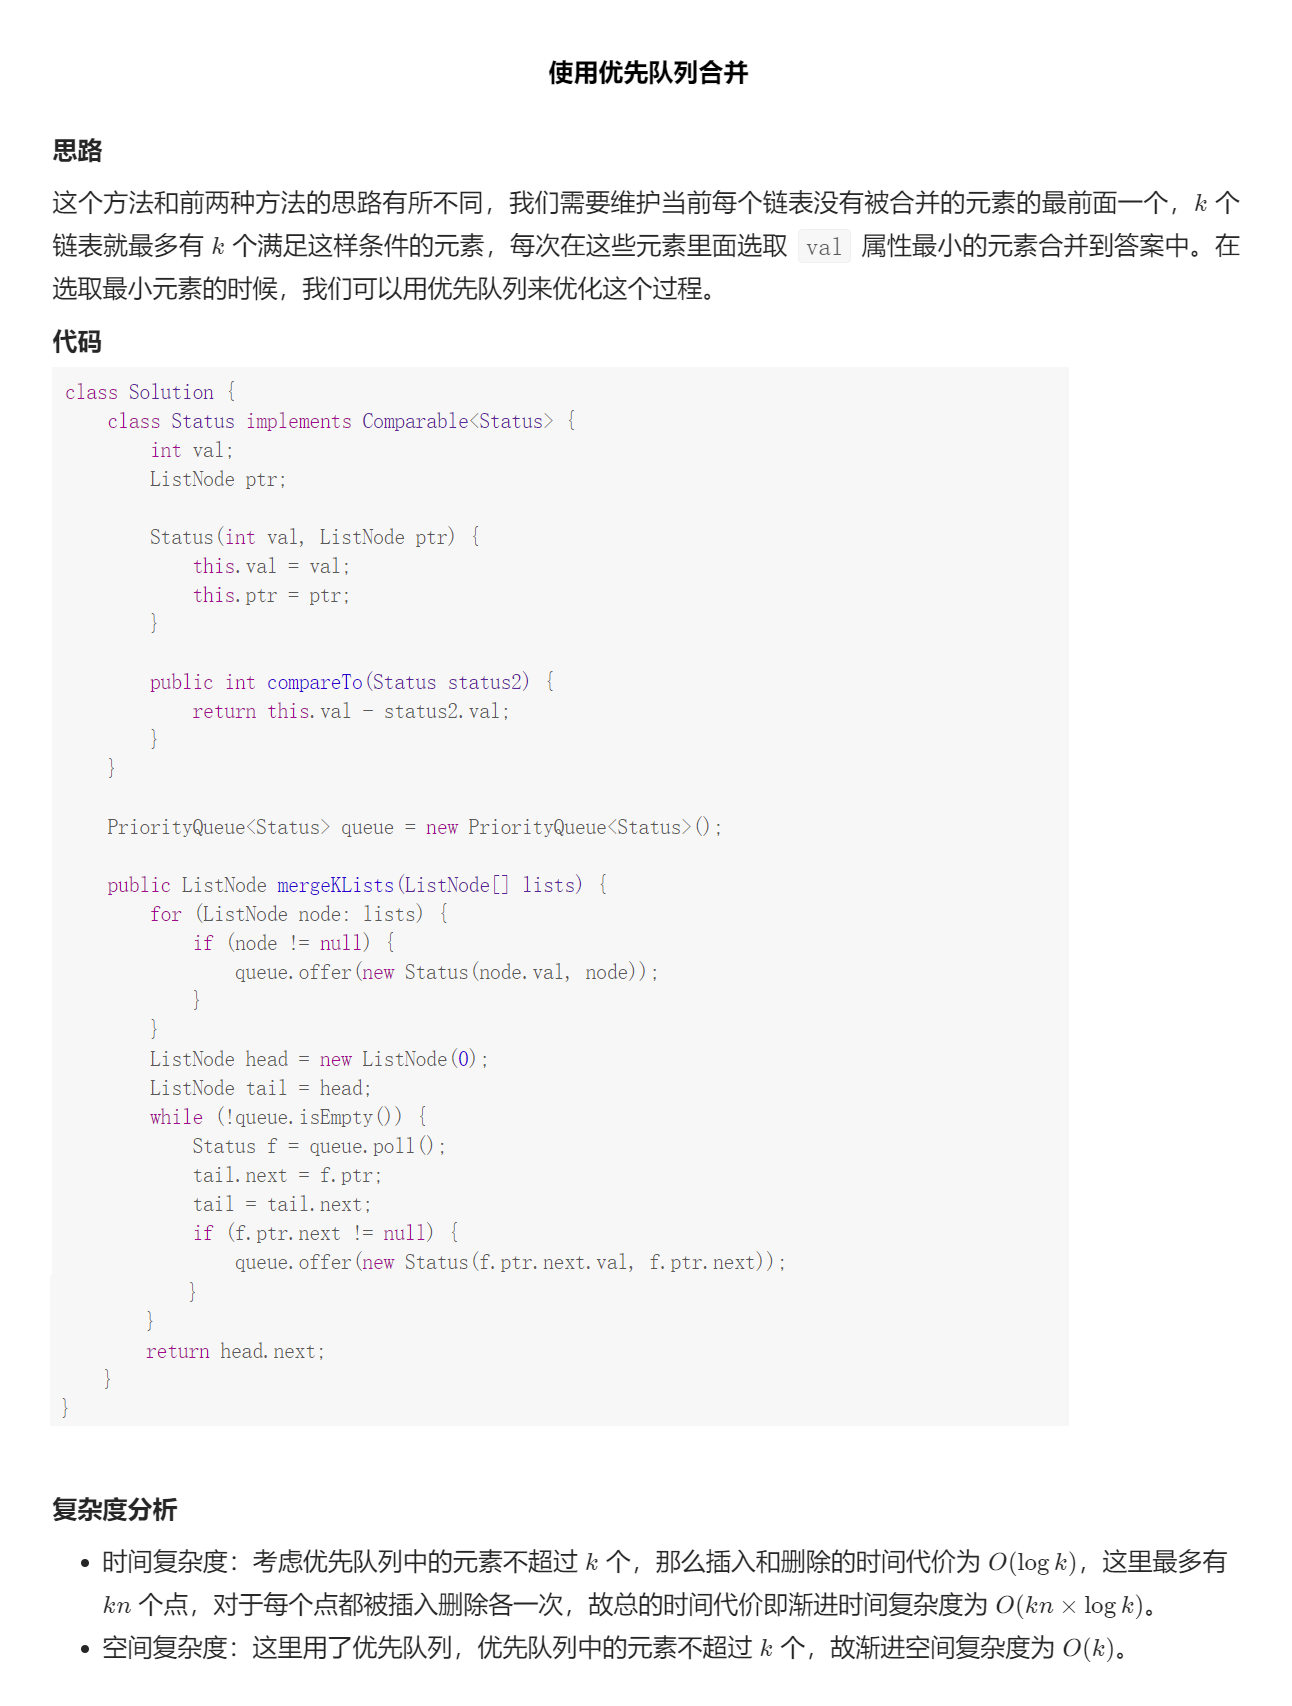 使用优先队列合并
思路
这个方法和前两种方法的思路有所不同，我们需要维护当前每个链表没有被合并的元素的最前面一个，k 个
链表就最多有 k 个满足这样条件的元素，每次在这些元素里面选取 val 属性最小的元素合并到答案中。在
选取最小元素的时候，我们可以用优先队列来优化这个过程。
代码
class Solution {
    class Status implements Comparable<Status> {
        int val;
        ListNode ptr;

        Status(int val, ListNode ptr) {
            this.val = val;
            this.ptr = ptr;
        }

        public int compareTo(Status status2) {
            return this.val - status2.val;
        }
    }

    PriorityQueue<Status> queue = new PriorityQueue<Status>();

    public ListNode mergeKLists(ListNode[] lists) {
        for (ListNode node: lists) {
            if (node != null) {
                queue.offer(new Status(node.val, node));
            }
        }
        ListNode head = new ListNode(0);
        ListNode tail = head;
        while (!queue.isEmpty()) {
            Status f = queue.poll();
            tail.next = f.ptr;
            tail = tail.next;
            if (f.ptr.next != null) {
                queue.offer(new Status(f.ptr.next.val, f.ptr.next));
            }
        }
        return head.next;
    }
}
复杂度分析
• 时间复杂度：考虑优先队列中的元素不超过 k 个，那么插入和删除的时间代价为 O(log k)，这里最多有
kn 个点，对于每个点都被插入删除各一次，故总的时间代价即渐进时间复杂度为 O(kn × log k)。
• 空间复杂度：这里用了优先队列，优先队列中的元素不超过 k 个，故渐进空间复杂度为 O(k)。